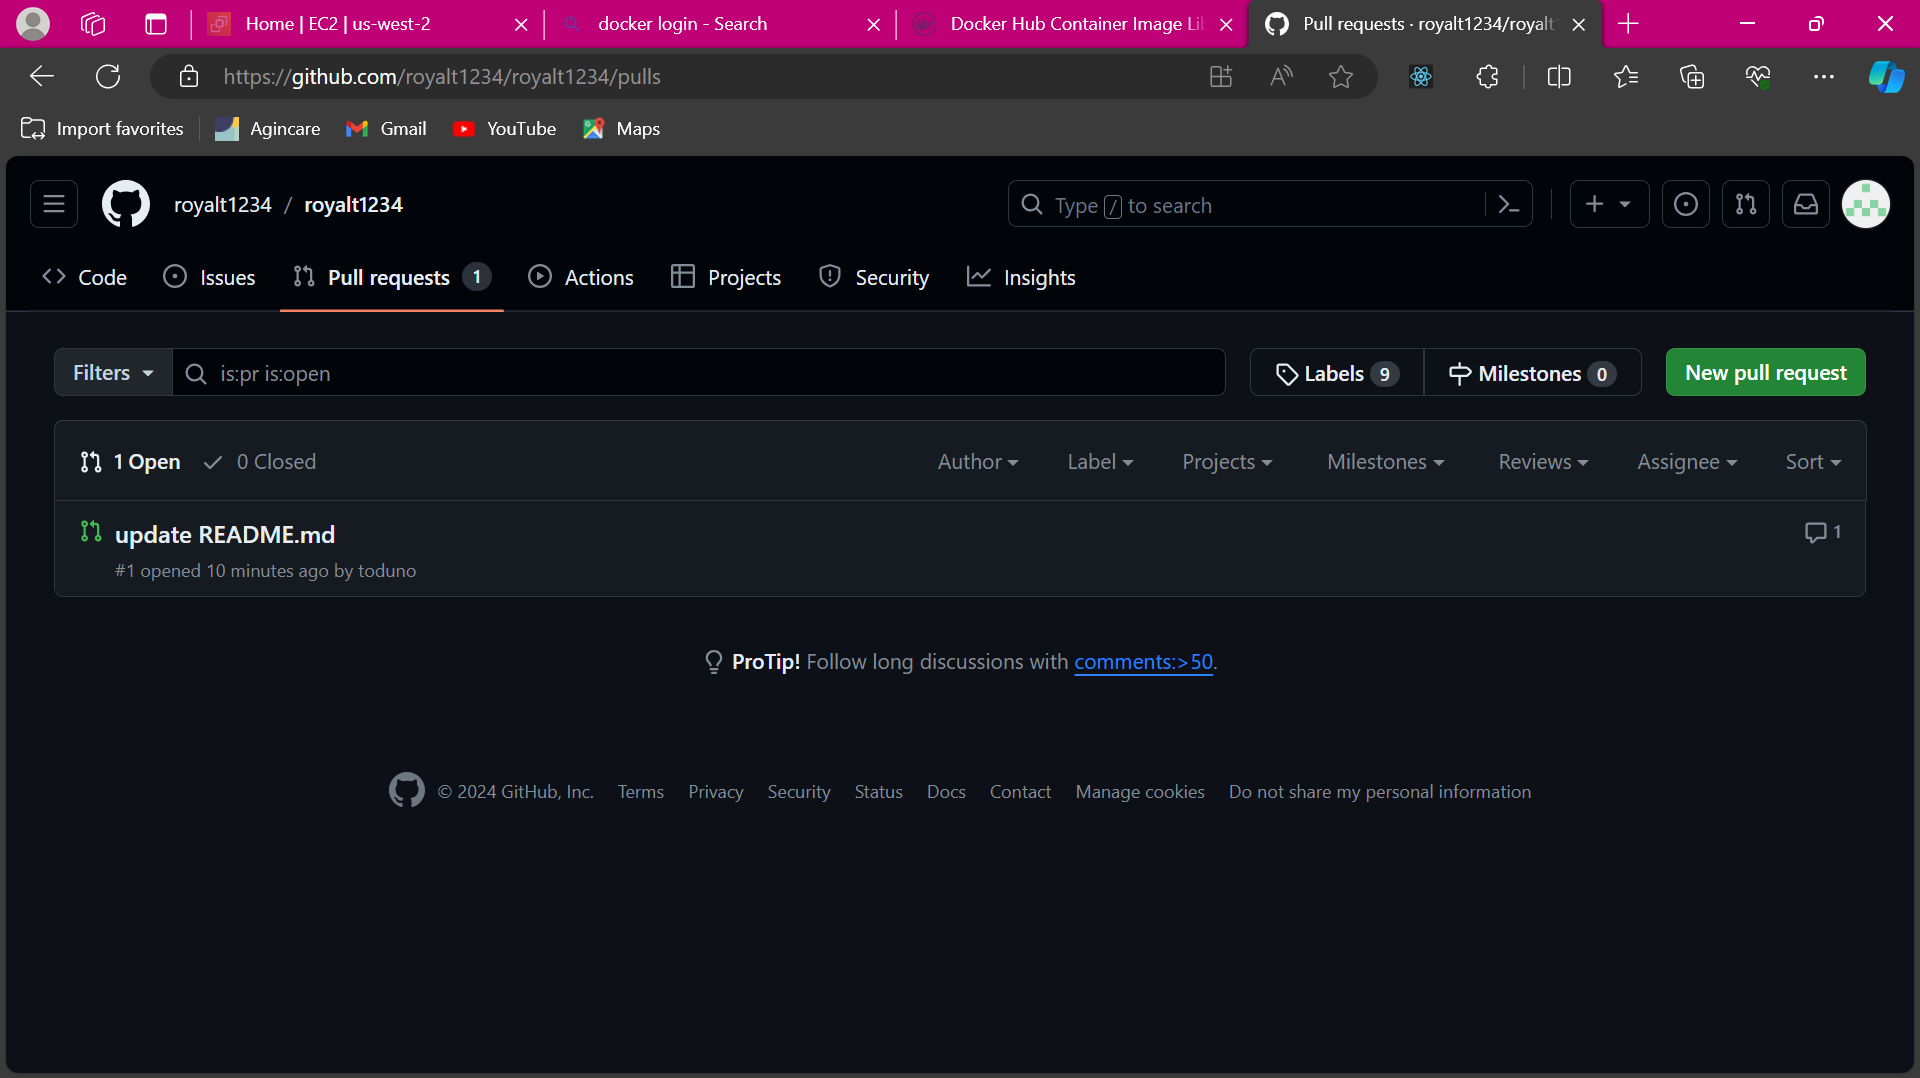 Home | EC2 | us-west-2
docker login - Search
Docker Hub Container Image Li
Pull requests · royalt1234/royalt
https://github.com/royalt1234/royalt1234/pulls
Import favorites
Agincare
Gmail
YouTube
Maps
royalt1234 / royalt1234
Type / to search
Code
Issues
Pull requests 1
Actions
Projects
Security
Insights
Filters
is:pr is:open
Labels 9
Milestones 0
New pull request
1 Open
0 Closed
Author
Label
Projects
Milestones
Reviews
Assignee
Sort
update README.md
1
#1 opened 10 minutes ago by toduno
ProTip! Follow long discussions with comments:>50.
© 2024 GitHub, Inc.
Terms
Privacy
Security
Status
Docs
Contact
Manage cookies
Do not share my personal information